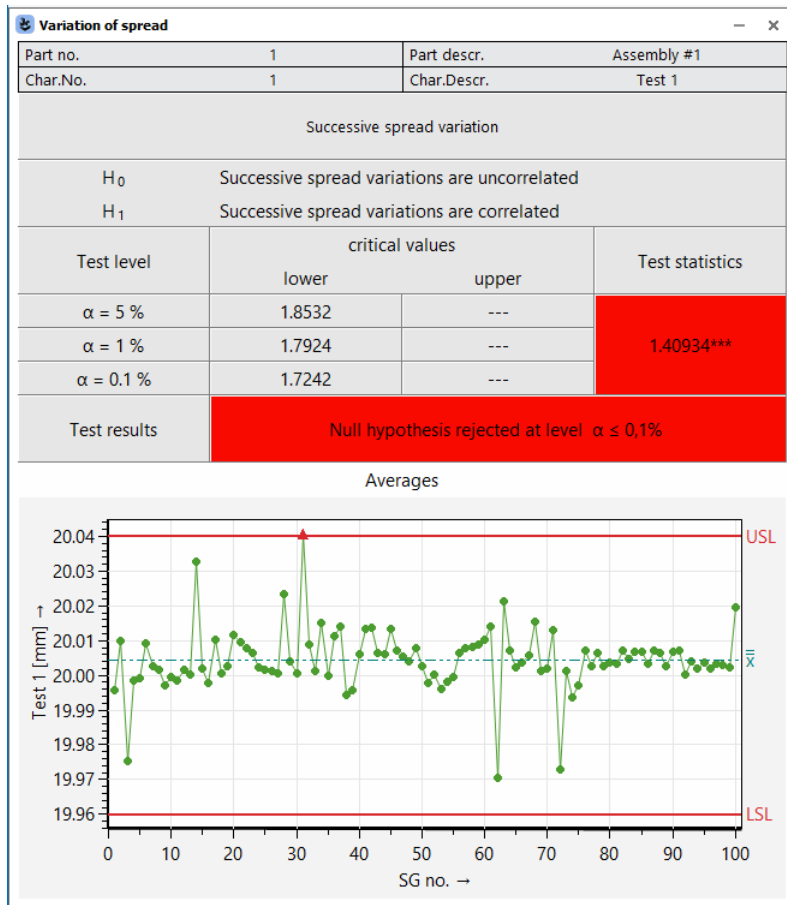 Variation of spread
Part no. 1 Part descr. Assembly #1
Char.No. 1 Char.Descr. Test 1
Successive spread variation
H0 Successive spread variations are uncorrelated
H1 Successive spread variations are correlated
Test level critical values Test statistics
lower upper
α = 5 % 1.8532 ---
α = 1 % 1.7924 --- 1.40934***
α = 0.1 % 1.7242 ---
Test results Null hypothesis rejected at level α ≤ 0,1%
Averages
Test 1 [mm] →
20.04 USL
20.03
20.02
20.01
x̿
20.00
19.99
19.98
19.97
19.96 LSL
0 10 20 30 40 50 60 70 80 90 100
SG no. →